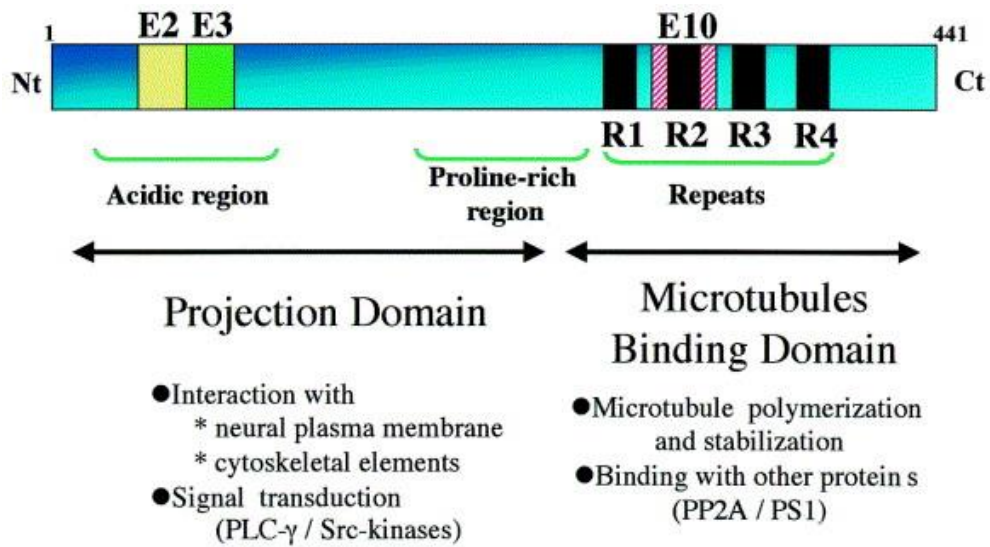 E2 E3 E10
1 441
Nt Ct
R1 R2 R3 R4
Acidic region
Proline-rich
region
Repeats
Projection Domain
●Interaction with
* neural plasma membrane
* cytoskeletal elements
●Signal transduction
(PLC-γ / Src-kinases)
Microtubules
Binding Domain
●Microtubule polymerization
and stabilization
●Binding with other protein s
(PP2A / PS1)